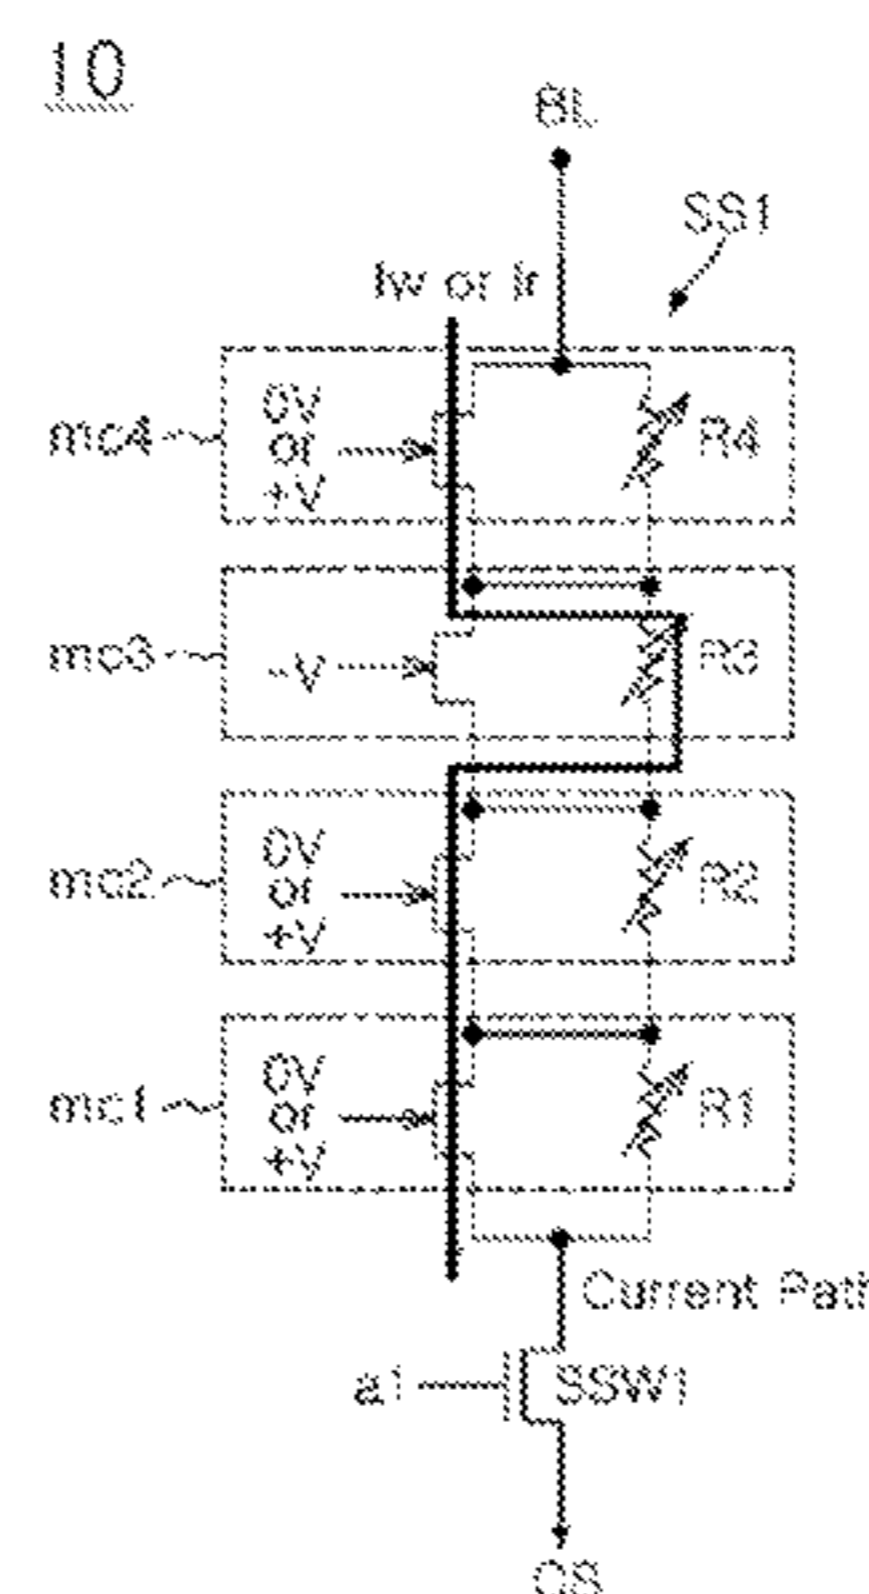 10
BL
SS1
Iw or Ir
mc4
0V
or
+V
R4
mc3
-V
R3
mc2
0V
or
+V
R2
mc1
0V
or
+V
R1
Current Path
a1
SSW1